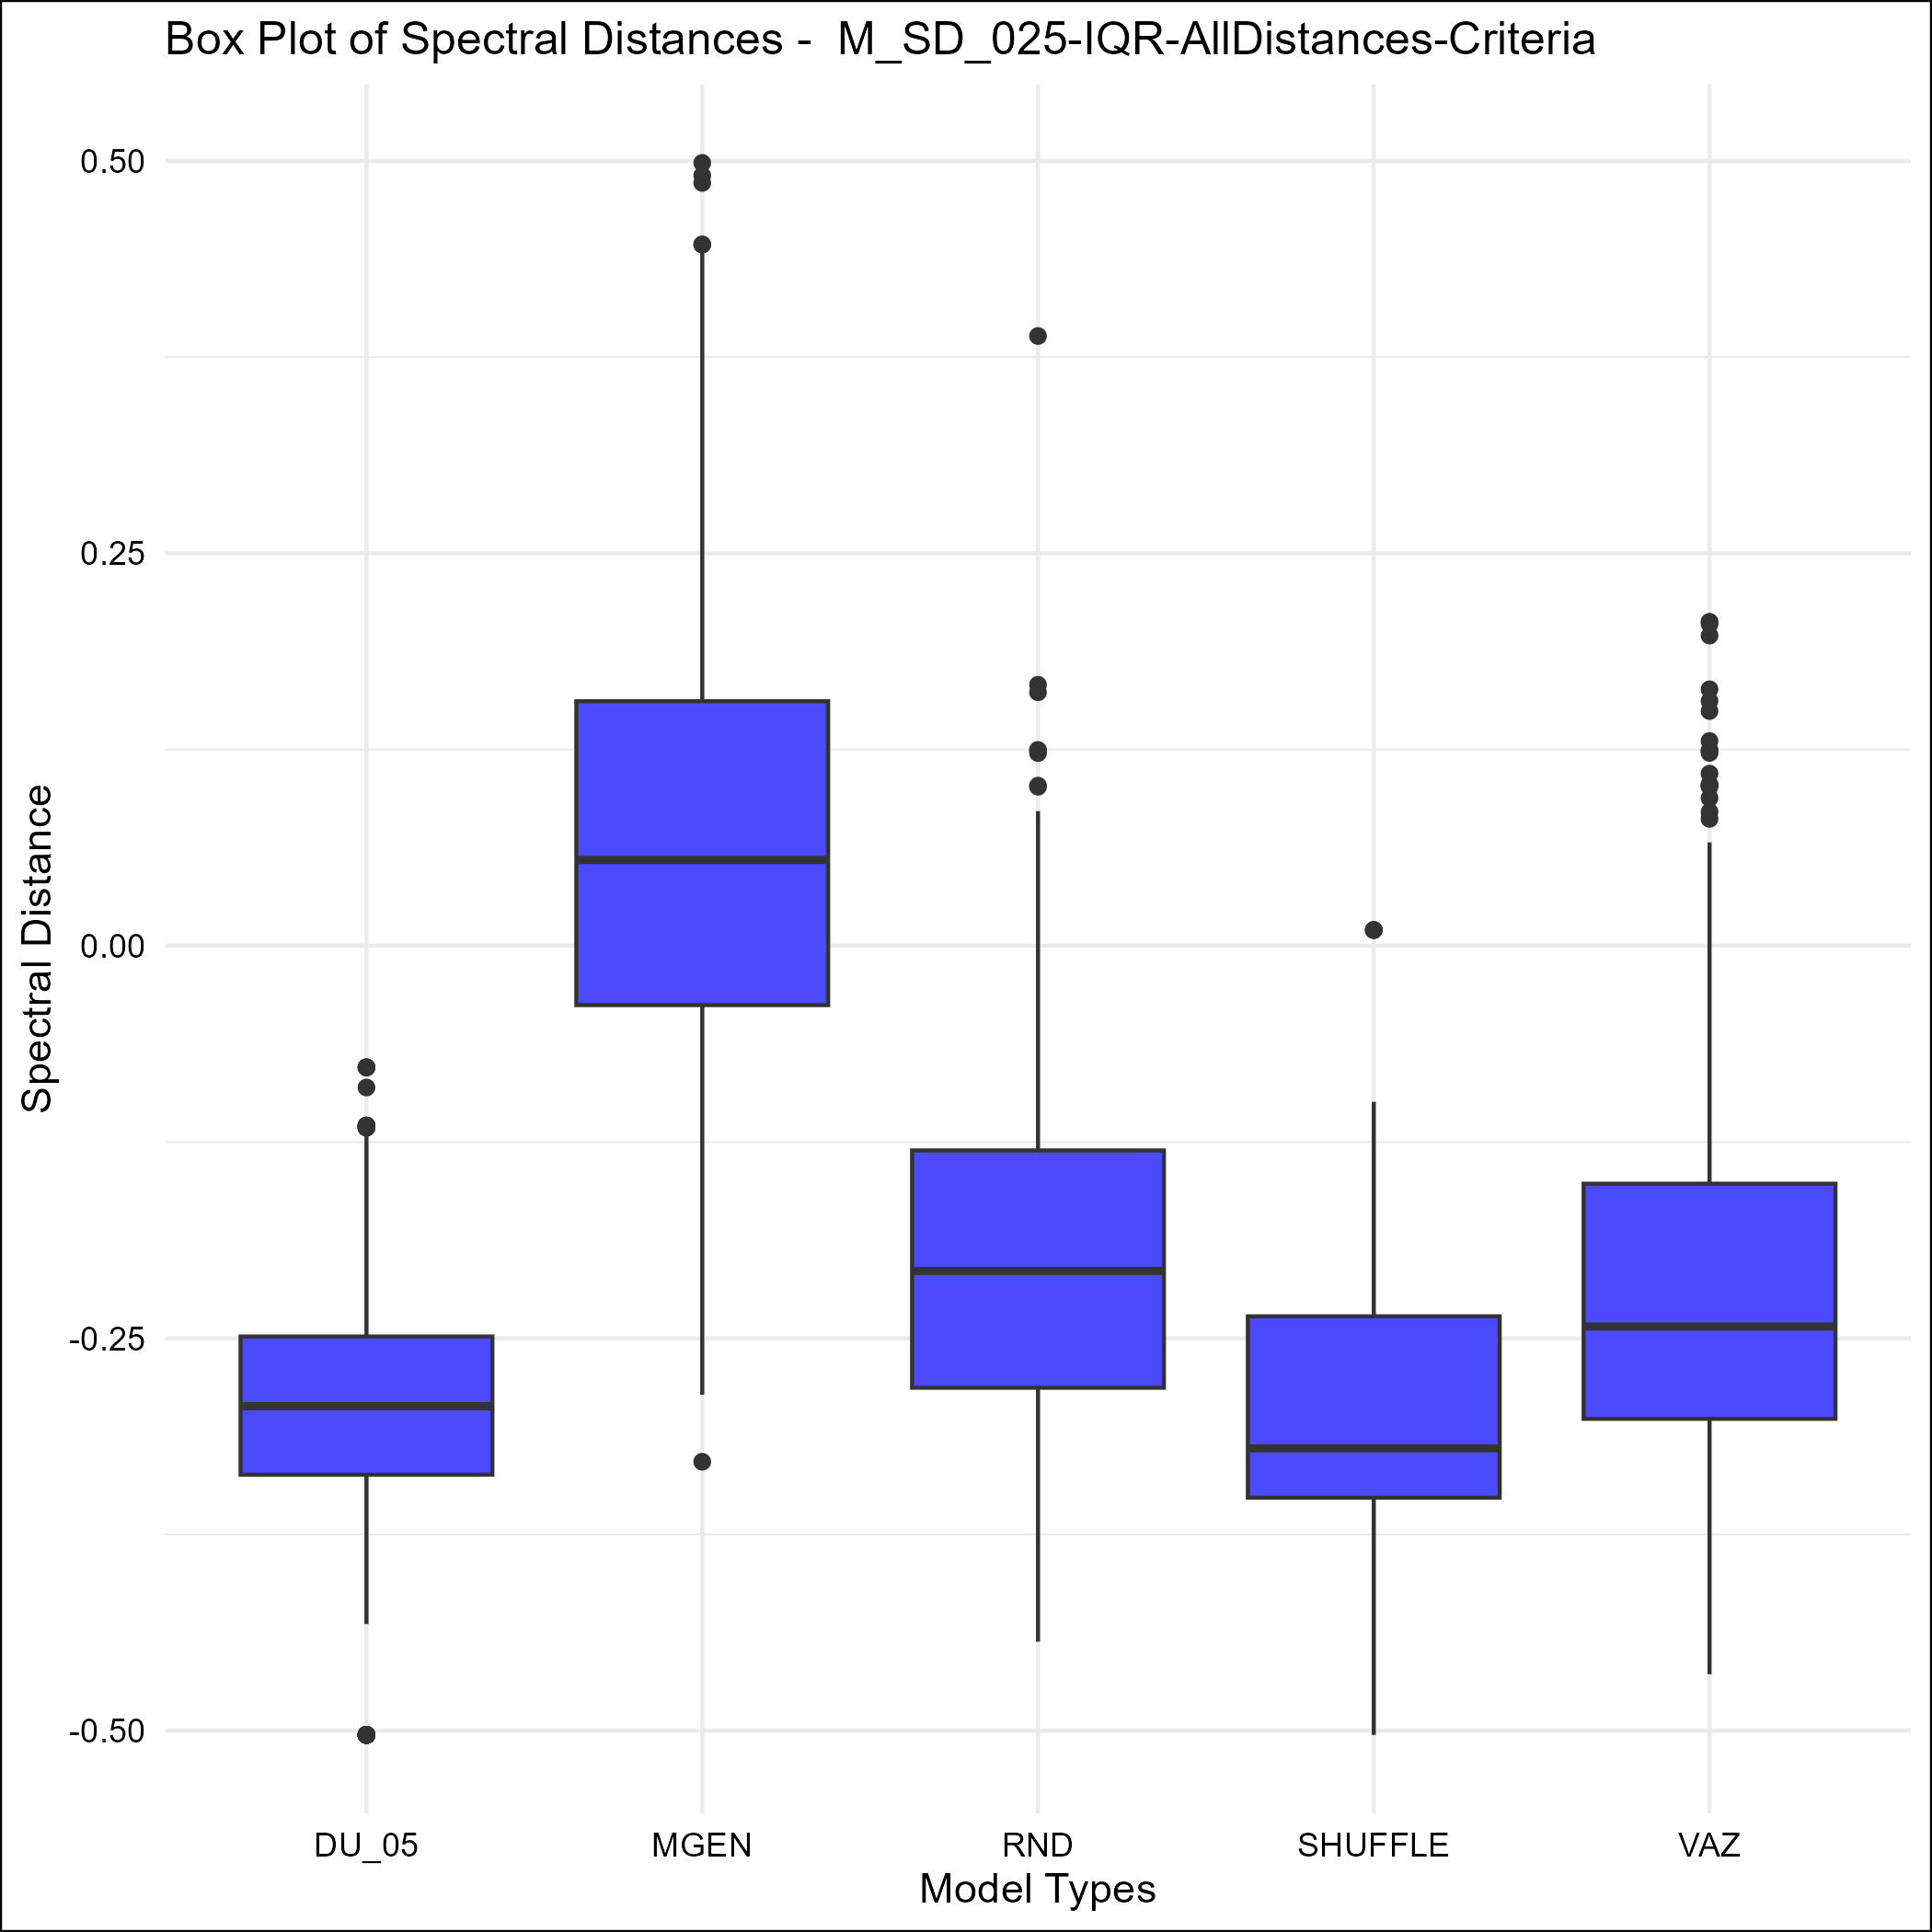 Box Plot of Spectral Distances -  M_SD_025-IQR-AllDistances-Criteria
0.50
0.25
0.00
-0.25
-0.50
Spectral Distance
DU_05 MGEN RND SHUFFLE VAZ
Model Types